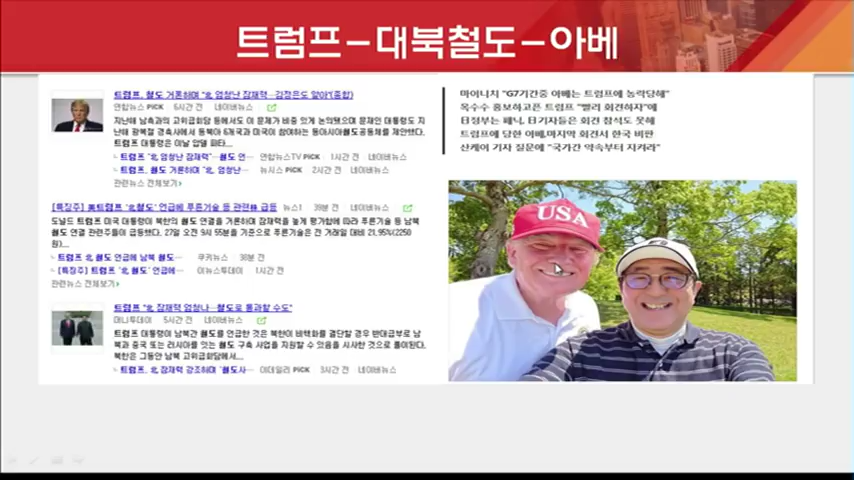 트럼프-대북철도-아베
트럼프, 철도 거론하며 "北 엄청난 잠재력…김정은도 알아"(종합)
연합뉴스 PICK 6시간 전 네이버뉴스
지난해 남북과의 고위급회담 등에서도 이 문제가 비중 있게 논의됐으며 문재인 대통령도 지
난해 광복절 경축사에서 동북아 6개국과 미국이 참여하는 동아시아철도공동체를 제안했다.
트럼프 대통령은 이날
트럼프 "北, 엄청난 잠재력"…철도 언… 연합뉴스TV PICK 1시간 전 네이버뉴스
트럼프, 철도 거론하며 "北, 엄청난… 뉴시스 PICK 2시간 전 네이버뉴스
관련뉴스 전체보기
[특징주] 美트럼프 '北철도' 언급에 푸른기술 등 관련株 급등 뉴스1 39분 전 네이버뉴스
도널드 트럼프 미국 대통령이 북한의 철도 연결을 거론하며 잠재력을 높게 평가함에 따라 푸른기술 등 남북
철도 연결 관련주들이 급등했다. 27일 오전 9시 55분을 기준으로 푸른기술은 전 거래일 대비 21.95%(2250
원)...
트럼프 北 철도 언급에 남북 철도… 쿠키뉴스 36분 전 네이버뉴스
[특징주] 트럼프 '北 철도' 언급에… 이뉴스투데이 1시간 전
관련뉴스 전체보기
트럼프 "北 잠재력 엄청나…철도로 통과할 수도"
머니투데이 5시간 전 네이버뉴스
트럼프 대통령이 남북간 철도를 언급한 것은 북한이 비핵화를 결단할 경우 반대급부로 남
북과 중국 또는 러시아를 잇는 철도 구축 사업을 지원할 수 있음을 시사한 것으로 풀이된다.
북한은 그동안 남북 고위급회담에서...
트럼프, 北 잠재력 강조하며 "철도사… 이데일리 PICK 3시간 전 네이버뉴스
마이니치 "G7기간중 아베는 트럼프에 농락당해"
옥수수 홍보하고픈 트럼프 "빨리 회견하자"에
日정부는 패닉, 日기자들은 회견 참석도 못해
트럼프에 당한 아베,마지막 회견서 한국 비판
산케이 기자 질문에 "국가간 약속부터 지켜라"
USA